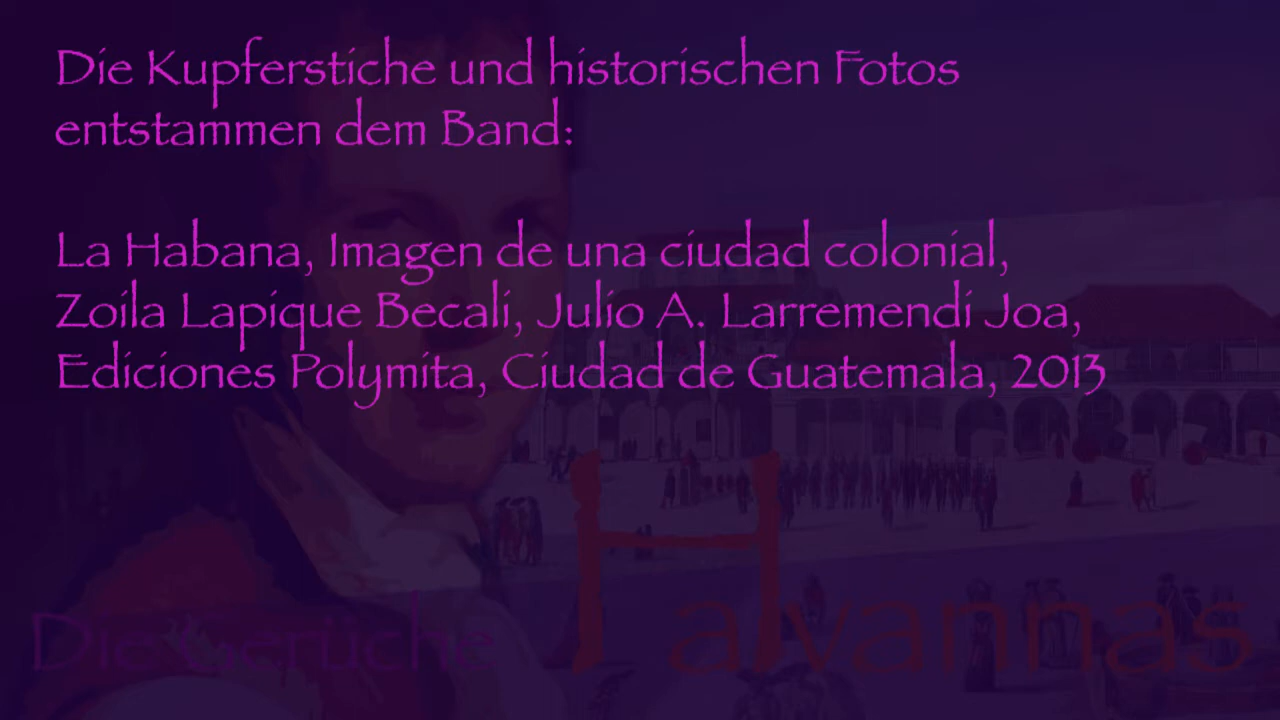 Die Kupferstiche und historischen Fotos
entstammen dem Band:
La Habana, Imagen de una ciudad colonial,
Zoila Lapique Becali, Julio A. Larremendi Joa,
Ediciones Polymita, Ciudad de Guatemala, 2013
Die Gerüche Halvannas